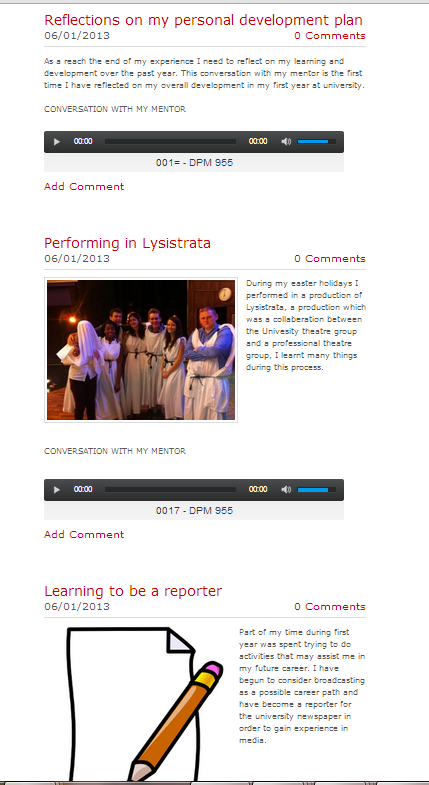 Reflections on my personal development plan
06/01/2013 0 Comments
As a reach the end of my experience I need to reflect on my learning and
development over the past year. This conversation with my mentor is the first
time I have reflected on my overall development in my first year at university.
CONVERSATION WITH MY MENTOR
00:00 00:00
001= - DPM 955
Add Comment
Performing in Lysistrata
06/01/2013 0 Comments
During my easter holidays I
performed in a production of
Lysistrata, a production which
was a collaberation between
the Univesity theatre group
and a professional theatre
group, I learnt many things
during this process.
CONVERSATION WITH MY MENTOR
00:00 00:00
0017 - DPM 955
Add Comment
Learning to be a reporter
06/01/2013 0 Comments
Part of my time during first
year was spent trying to do
activities that may assist me in
my future career. I have
begun to consider broadcasting
as a possible career path and
have become a reporter for
the university newspaper in
order to gain experience in
media.